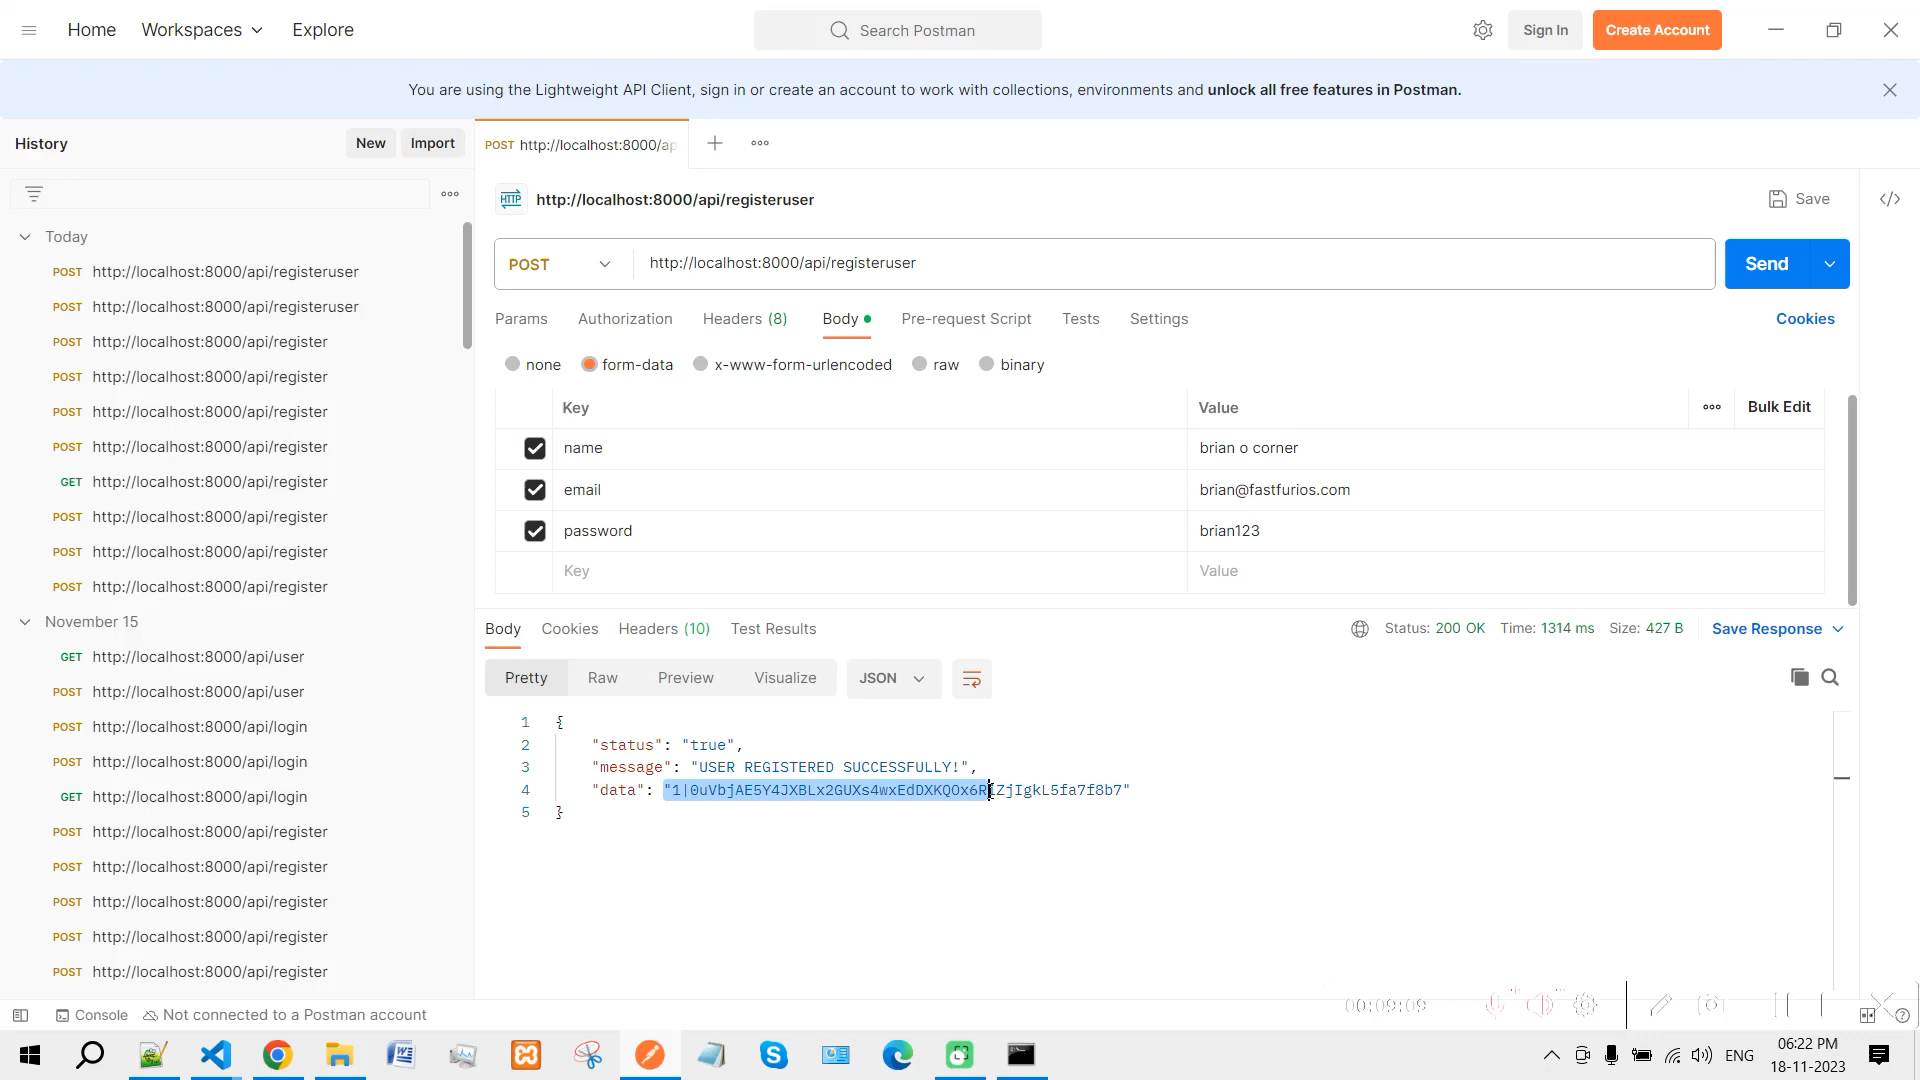 Home
Workspaces
Explore
Search Postman
Sign In
Create Account
You are using the Lightweight API Client, sign in or create an account to work with collections, environments and unlock all free features in Postman.
History
New
Import
POST http://localhost:8000/ap
HTTP http://localhost:8000/api/registeruser
Save
Today
POST http://localhost:8000/api/registeruser
POST http://localhost:8000/api/registeruser
POST http://localhost:8000/api/register
POST http://localhost:8000/api/register
POST http://localhost:8000/api/register
POST http://localhost:8000/api/register
GET http://localhost:8000/api/register
POST http://localhost:8000/api/register
POST http://localhost:8000/api/register
POST http://localhost:8000/api/register
November 15
GET http://localhost:8000/api/user
POST http://localhost:8000/api/user
POST http://localhost:8000/api/login
POST http://localhost:8000/api/login
GET http://localhost:8000/api/login
POST http://localhost:8000/api/register
POST http://localhost:8000/api/register
POST http://localhost:8000/api/register
POST http://localhost:8000/api/register
POST http://localhost:8000/api/register
POST http://localhost:8000/api/registeruser
Send
Params Authorization Headers (8) Body Pre-request Script Tests Settings
Cookies
none form-data x-www-form-urlencoded raw binary
Key Value Bulk Edit
name brian o corner
email brian@fastfurios.com
password brian123
Key Value
Body Cookies Headers (10) Test Results
Status: 200 OK Time: 1314 ms Size: 427 B
Save Response
Pretty Raw Preview Visualize JSON
1 {
2 "status": "true",
3 "message": "USER REGISTERED SUCCESSFULLY!",
4 "data":
5 }
00:09:09
Console
Not connected to a Postman account
ENG
06:22 PM
18-11-2023